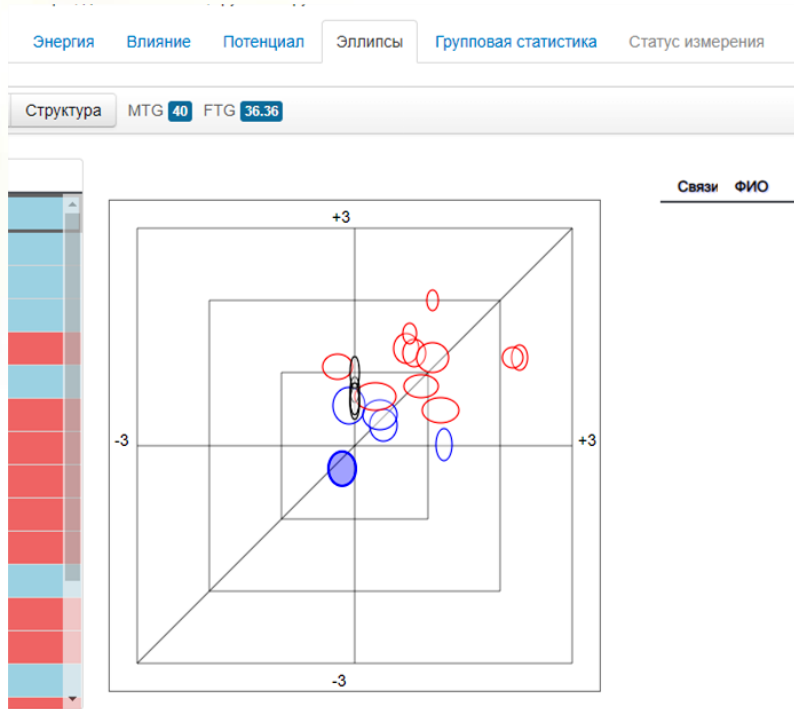 Энергия Влияние Потенциал Эллипсы Групповая статистика Статус измерения
Структура MTG 40 FTG 36.36
Связи ФИО
+3
-3 +3
-3